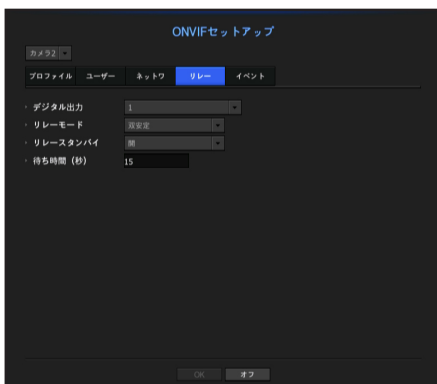 ONVIFセットアップ
カメラ2
プロファイル ユーザー ネットワ リレー イベント
デジタル出力 1
リレーモード 双安定
リレースタンバイ 開
待ち時間（秒） 15
OK オフ